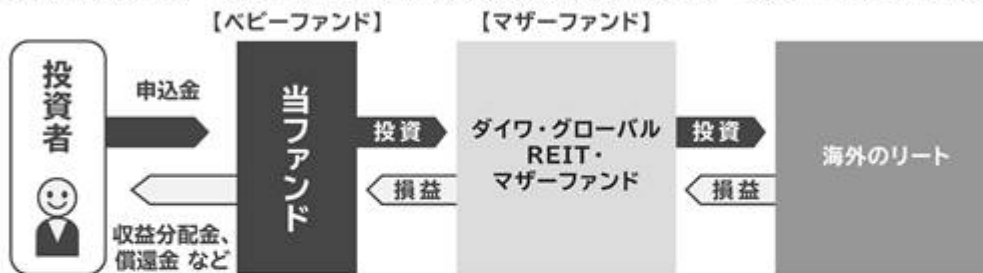 【ベビーファンド】
【マザーファンド】
投資者
申込金
収益分配金、
償還金 など
当ファンド
投資
損益
ダイワ・グローバル
REIT・
マザーファンド
投資
損益
海外のリート